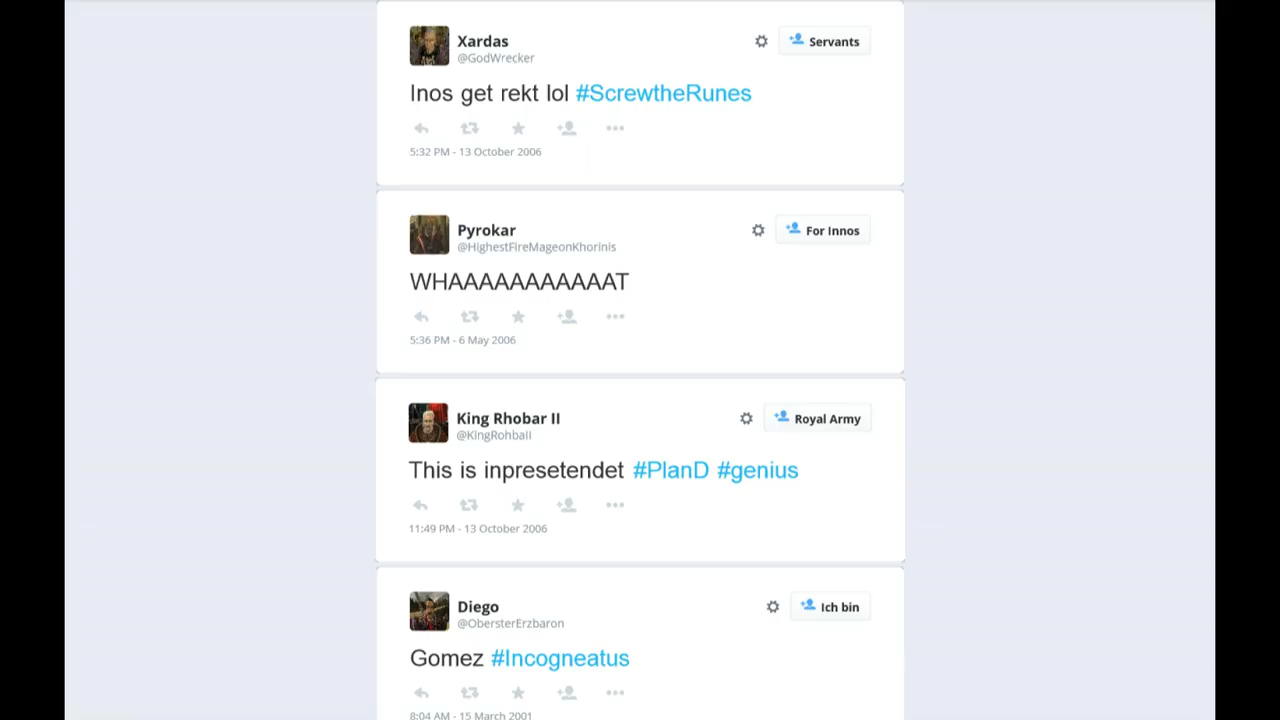 Xardas
Servants
@GodWrecker
Inos get rekt lol #ScrewtheRunes
5:32 PM - 13 October 2006
Pyrokar
For Innos
@HighestFireMageonKhorinis
WHAAAAAAAAAAAT
5:36 PM - 6 May 2006
King Rhobar II
Royal Army
@KingRohbaII
This is inpresetendet #PlanD #genius
11:49 PM - 13 October 2006
Diego
Ich bin
@ObersterErzbaron
Gomez #Incogneatus
8:04 AM - 15 March 2001